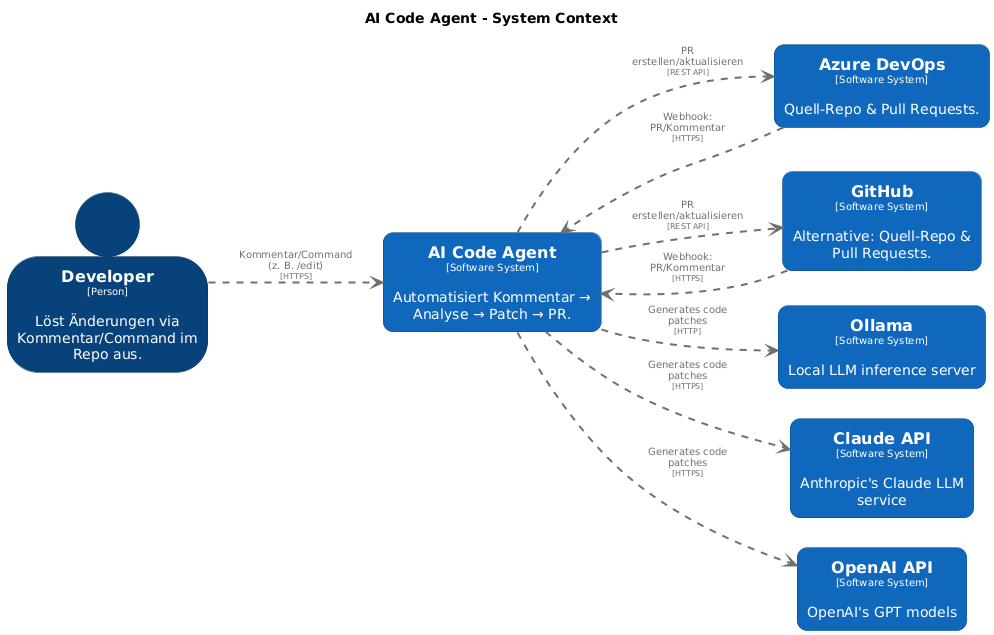 AI Code Agent - System Context
Developer
[Person]
Löst Änderungen via
Kommentar/Command im
Repo aus.
Kommentar/Command
(z. B. /edit)
[HTTPS]
AI Code Agent
[Software System]
Automatisiert Kommentar →
Analyse → Patch → PR.
PR
erstellen/aktualisieren
[REST API]
Webhook:
PR/Kommentar
[HTTPS]
Azure DevOps
[Software System]
Quell-Repo & Pull Requests.
PR
erstellen/aktualisieren
[REST API]
Webhook:
PR/Kommentar
[HTTPS]
GitHub
[Software System]
Alternative: Quell-Repo &
Pull Requests.
Generates code
patches
[HTTP]
Ollama
[Software System]
Local LLM inference server
Generates code
patches
[HTTPS]
Claude API
[Software System]
Anthropic's Claude LLM
service
Generates code
patches
[HTTPS]
OpenAI API
[Software System]
OpenAI's GPT models